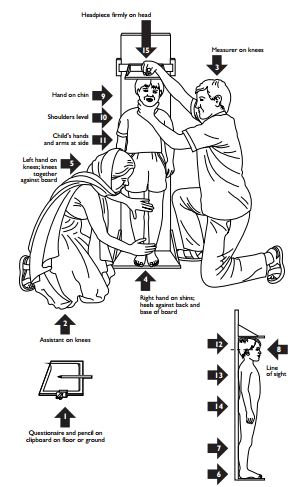 Headpiece firmly on head
15
Measurer on knees
3
Hand on chin 9
Shoulders level 10
Child's hands
and arms at side 11
Left hand on
knees; knees
together
against board
5
4
Right hand on shins;
heels against back and
base of board
2
Assistant on knees
1
Questionaire and pencil on
clipboard on floor or ground
12
8
Line
of sight
13
14
7
6